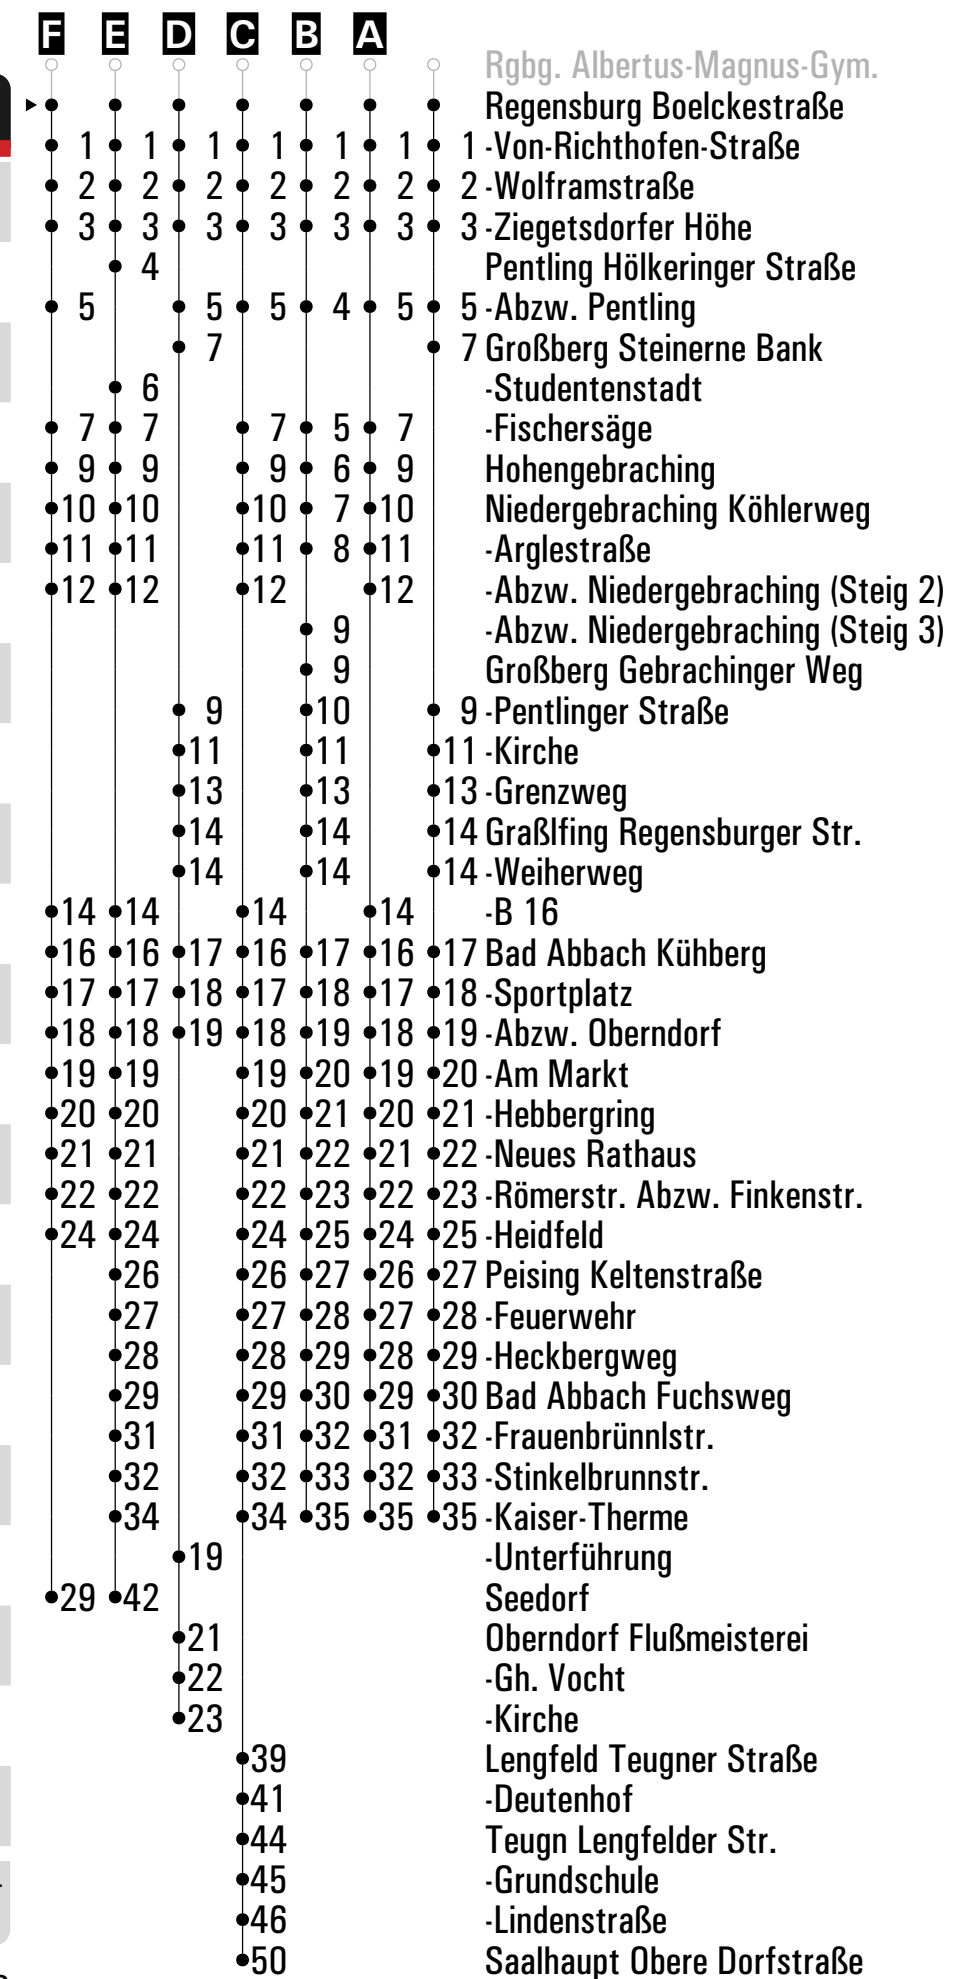 F E D C B A
Rgbg. Albertus-Magnus-Gym.
Regensburg Boelckestraße
1 1 1 1 1 1 1 -Von-Richthofen-Straße
2 2 2 2 2 2 2 -Wolframstraße
3 3 3 3 3 3 3 -Ziegetsdorfer Höhe
4 Pentling Hölkeringer Straße
5 5 5 4 5 5 -Abzw. Pentling
7 7 Großberg Steinerne Bank
6 -Studentenstadt
7 7 7 5 7 -Fischersäge
9 9 9 6 9 Hohengebraching
10 10 10 7 10 Niedergebraching Köhlerweg
11 11 11 8 11 -Arglestraße
12 12 12 12 -Abzw. Niedergebraching (Steig 2)
9 -Abzw. Niedergebraching (Steig 3)
9 Großberg Gebrachinger Weg
9 10 9 -Pentlinger Straße
11 11 11 -Kirche
13 13 13 -Grenzweg
14 14 14 Graßlfing Regensburger Str.
14 14 14 -Weiherweg
14 14 14 14 -B 16
16 16 17 16 17 16 17 Bad Abbach Kühberg
17 17 18 17 18 17 18 -Sportplatz
18 18 19 18 19 18 19 -Abzw. Oberndorf
19 19 19 20 19 20 -Am Markt
20 20 20 21 20 21 -Hebbergring
21 21 21 22 21 22 -Neues Rathaus
22 22 22 23 22 23 -Römerstr. Abzw. Finkenstr.
24 24 24 25 24 25 -Heidfeld
26 26 27 26 27 Peising Keltenstraße
27 27 28 27 28 -Feuerwehr
28 28 29 28 29 -Heckbergweg
29 29 30 29 30 Bad Abbach Fuchsweg
31 31 32 31 32 -Frauenbrünnlstr.
32 32 33 32 33 -Stinkelbrunnstr.
34 34 35 35 35 -Kaiser-Therme
19 -Unterführung
29 42 Seedorf
21 Oberndorf Flußmeisterei
22 -Gh. Vocht
23 -Kirche
39 Lengfeld Teugner Straße
41 -Deutenhof
44 Teugn Lengfelder Str.
45 -Grundschule
46 -Lindenstraße
50 Saalhaupt Obere Dorfstraße